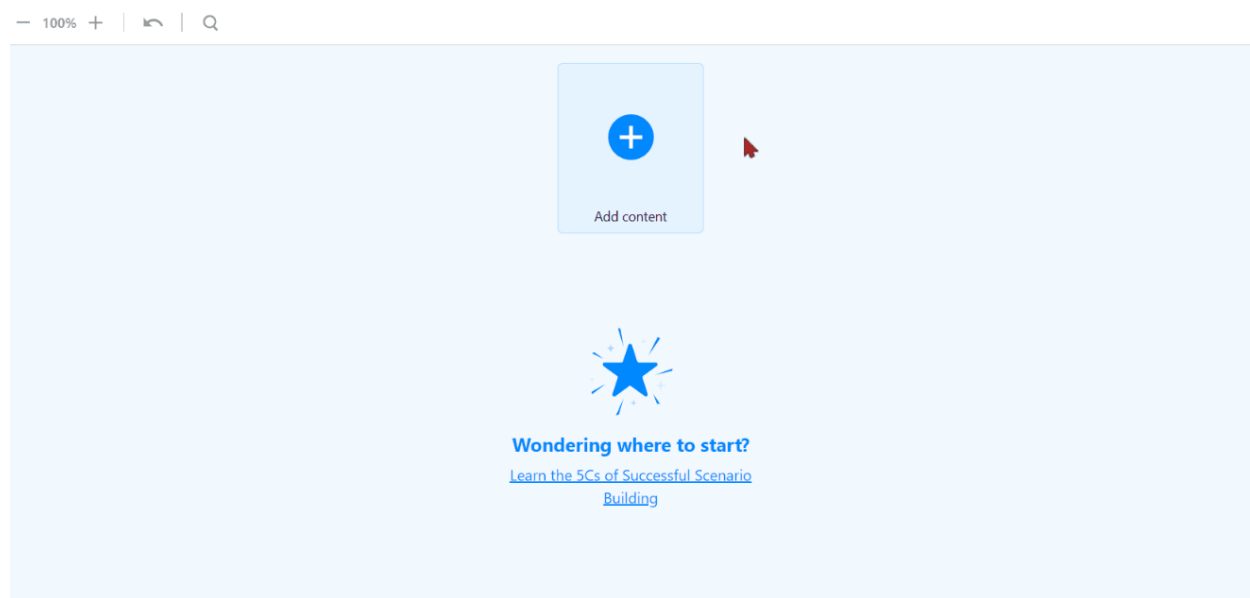 100%
Add content
Wondering where to start?
Learn the 5Cs of Successful Scenario
Building